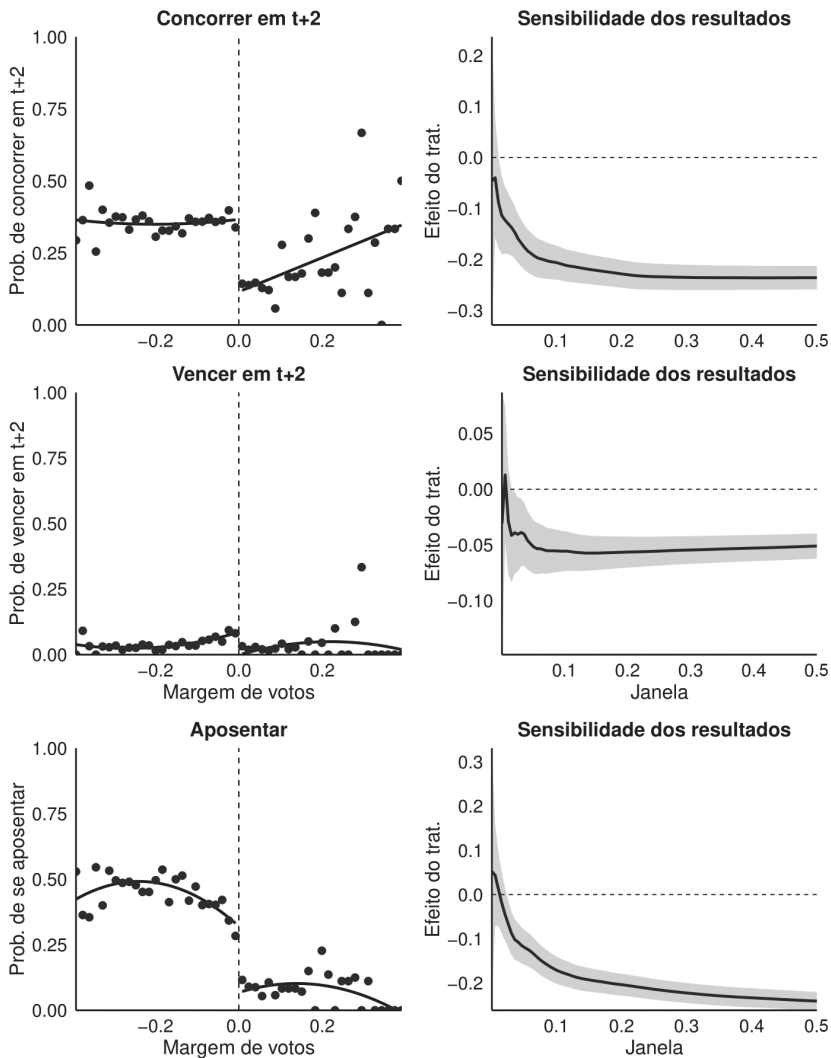 Concorrer em t+2
Prob. de concorrer em t+2
1.00
0.75
0.50
0.25
0.00
−0.2 0.0 0.2
Sensibilidade dos resultados
Efeito do trat.
0.2
0.2
0.0
−0.1
−0.2
−0.3
0.1 0.2 0.3 0.4 0.5
Vencer em t+2
Prob. de vencer em t+2
1.00
0.75
0.50
0.25
0.00
−0.2 0.0 0.2
Margem de votos
Sensibilidade dos resultados
Efeito do trat.
0.05
0.00
−0.05
−0.10
0.1 0.2 0.3 0.4 0.5
Janela
Aposentar
Prob. de se aposentar
1.00
0.75
0.50
0.25
0.00
−0.2 0.0 0.2
Margem de votos
Sensibilidade dos resultados
Efeito do trat.
0.3
0.2
0.1
0.0
−0.1
−0.2
0.1 0.2 0.3 0.4 0.5
Janela